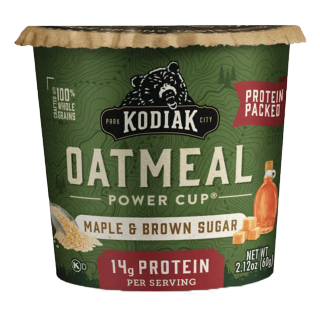 CRAFTED W/
100%
WHOLE
GRAINS
PROTEIN
PACKED
PARK CITY
KODIAK
OATMEAL
POWER CUP®
MAPLE & BROWN SUGAR
K D
14g PROTEIN
PER SERVING
NET WT
2.12oz (60g)